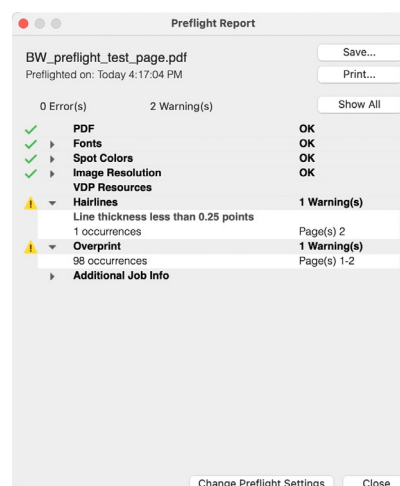 Preflight Report
BW_preflight_test_page.pdf
Save...
Preflighted on: Today 4:17:04 PM
Print...
0 Error(s) 2 Warning(s)
Show All
PDF OK
Fonts OK
Spot Colors OK
Image Resolution OK
VDP Resources
Hairlines 1 Warning(s)
Line thickness less than 0.25 points
1 occurrences Page(s) 2
Overprint 1 Warning(s)
98 occurrences Page(s) 1-2
Additional Job Info
Change Preflight Settings Close